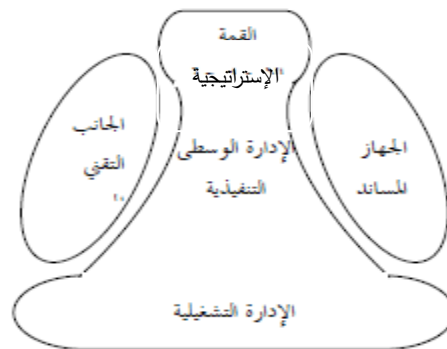 القمة
الإستراتيجية
الجهاز
المساند
الإدارة الوسطى
التنفيذية
الجانب
التقني
الإدارة التشغيلية